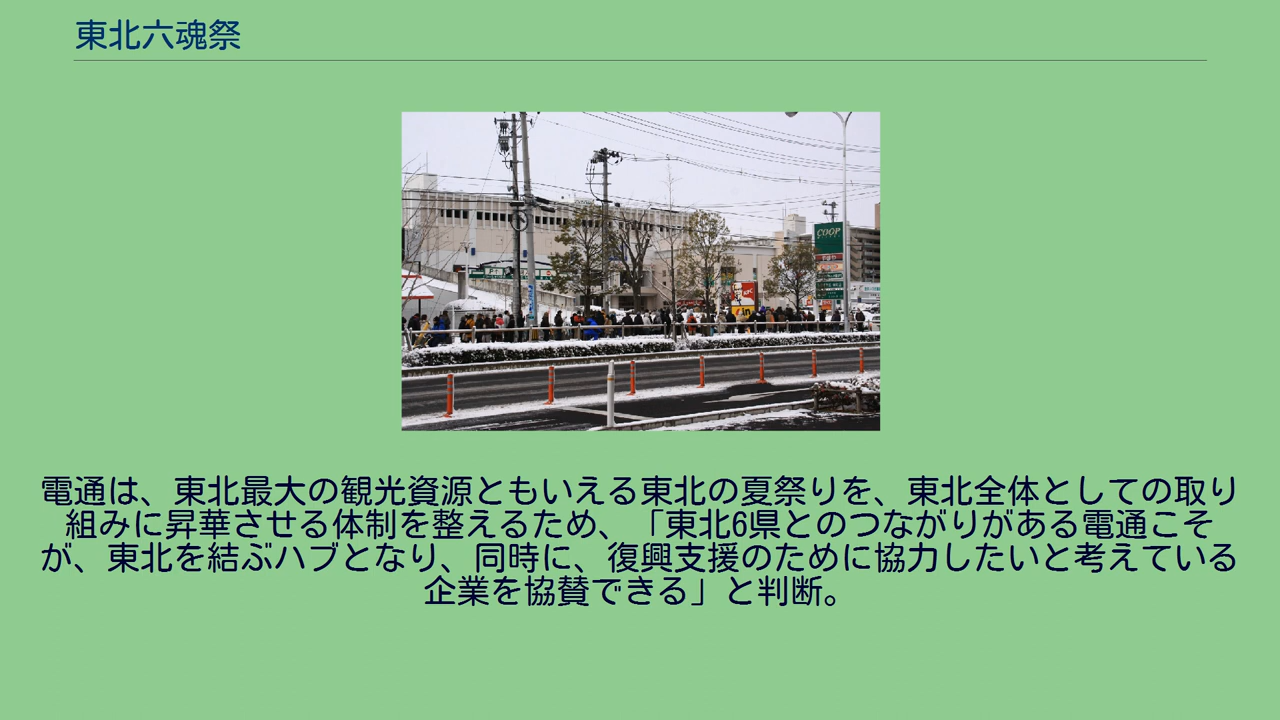 東北六魂祭
COOP
KFC
電通は、東北最大の観光資源ともいえる東北の夏祭りを、東北全体としての取り
組みに昇華させる体制を整えるため、「東北6県とのつながりがある電通こそ
が、東北を結ぶハブとなり、同時に、復興支援のために協力したいと考えている
企業を協賛できる」と判断。